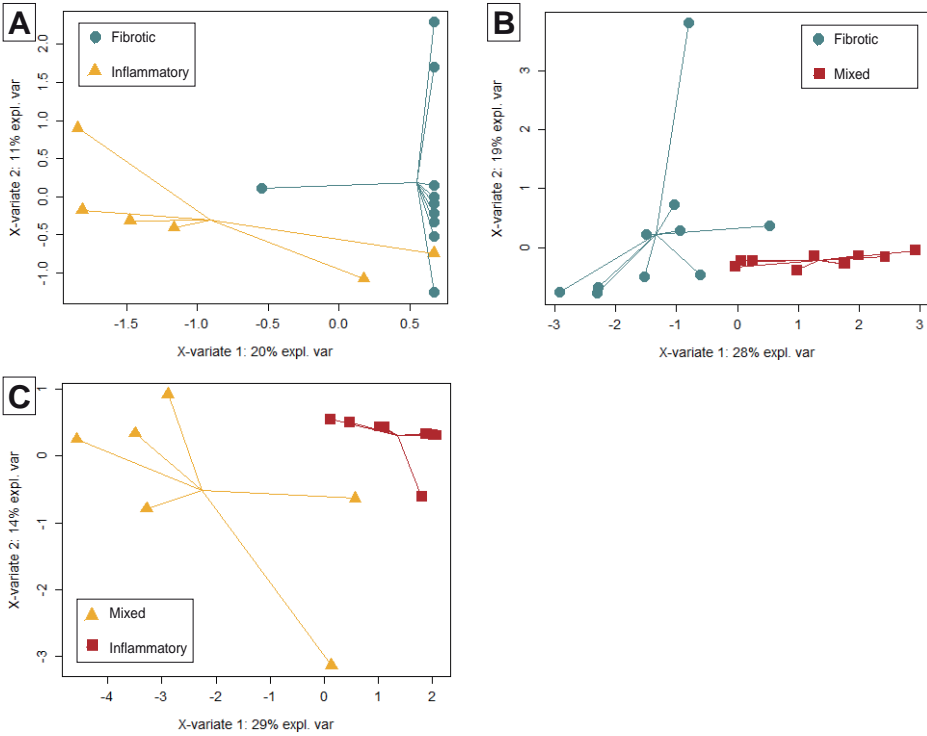 A
Fibrotic
Inflammatory
X-variate 2: 11% expl. var
2.0
1.5
1.0
0.5
0.0
-0.5
-1.0
-1.5
-1.0
-0.5
0.0
0.5
X-variate 1: 20% expl. var
B
Fibrotic
Mixed
X-variate 2: 19% expl. var
3
2
1
0
-3
-2
-1
0
1
2
3
X-variate 1: 28% expl. var
C
Mixed
Inflammatory
X-variate 2: 14% expl. var
1
0
-1
-2
-3
-4
-3
-2
-1
0
1
2
X-variate 1: 29% expl. var